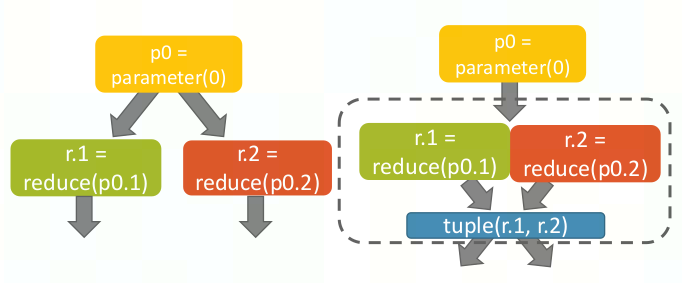 p0 =
parameter(0)
r.1 =
reduce(p0.1)
r.2 =
reduce(p0.2)
p0 =
parameter(0)
r.1 =
reduce(p0.1)
r.2 =
reduce(p0.2)
tuple(r.1, r.2)